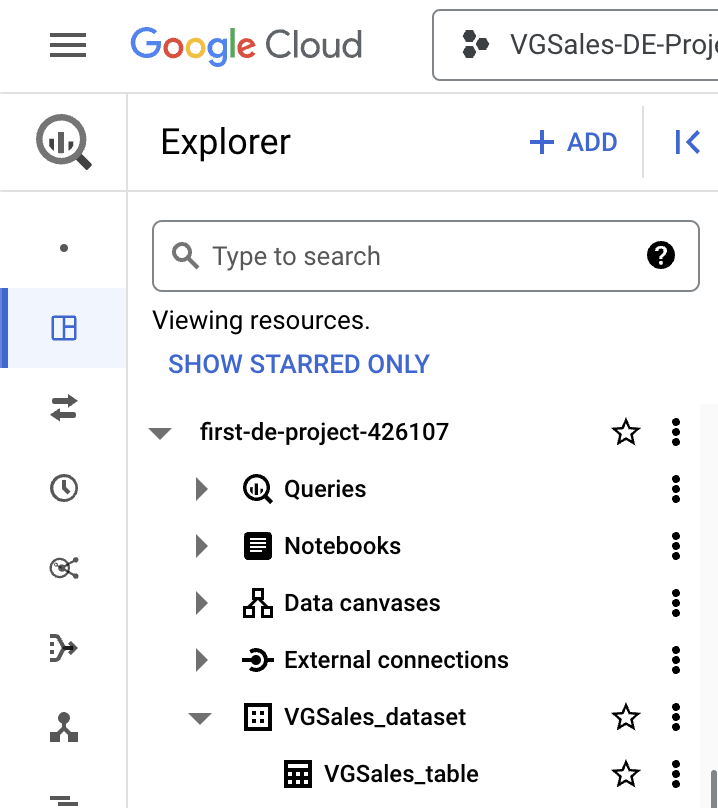 Google Cloud
VGSales-DE-Proje
Explorer
+ ADD
Type to search
Viewing resources.
SHOW STARRED ONLY
first-de-project-426107
Queries
Notebooks
Data canvases
External connections
VGSales_dataset
VGSales_table